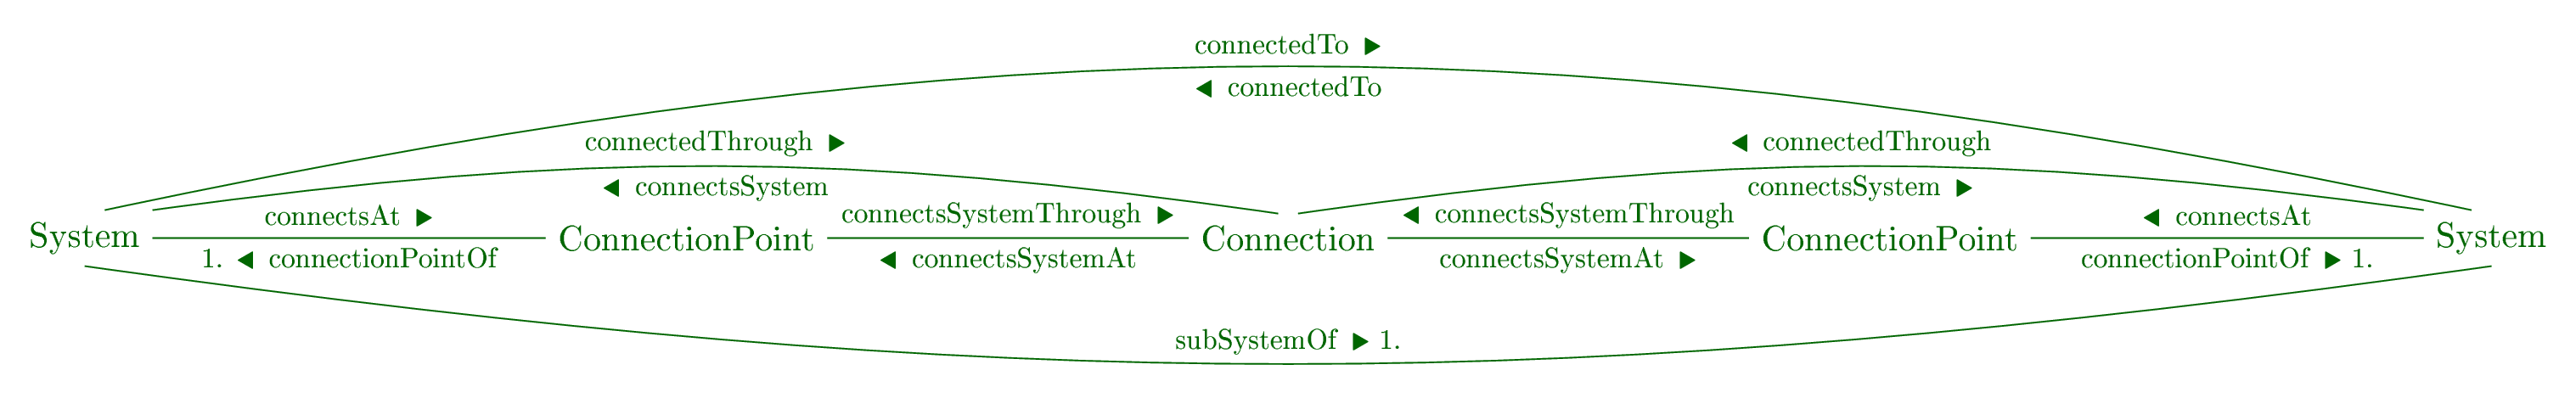 connectedTo ▶
◀ connectedTo
connectedThrough ▶
◀ connectedThrough
◀ connectsSystem
connectsSystem ▶
connectsAt ▶
connectsSystemThrough ▶
◀ connectsSystemThrough
◀ connectsAt
System
ConnectionPoint
Connection
ConnectionPoint
System
1. ◀ connectionPointOf
◀ connectsSystemAt
connectsSystemAt ▶
connectionPointOf ▶ 1.
subSystemOf ▶ 1.